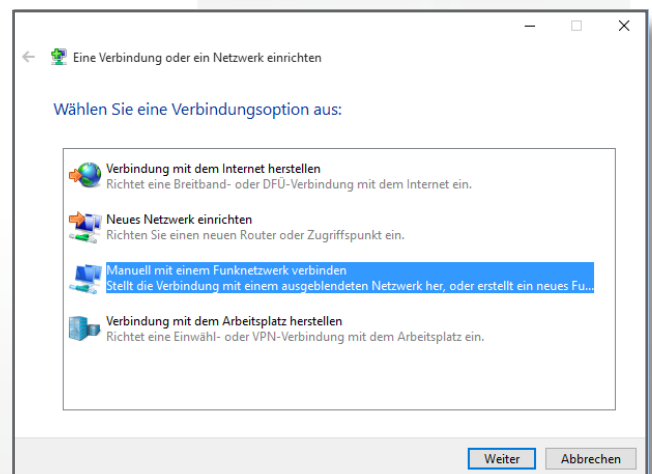 Eine Verbindung oder ein Netzwerk einrichten
Wählen Sie eine Verbindungsoption aus:
Verbindung mit dem Internet herstellen
Richtet eine Breitband- oder DFÜ-Verbindung mit dem Internet ein.
Neues Netzwerk einrichten
Richten Sie einen neuen Router oder Zugriffspunkt ein.
Manuell mit einem Funknetzwerk verbinden
Stellt die Verbindung mit einem ausgeblendeten Netzwerk her, oder erstellt ein neues Fu...
Verbindung mit dem Arbeitsplatz herstellen
Richtet eine Einwähl- oder VPN-Verbindung mit dem Arbeitsplatz ein.
Weiter Abbrechen